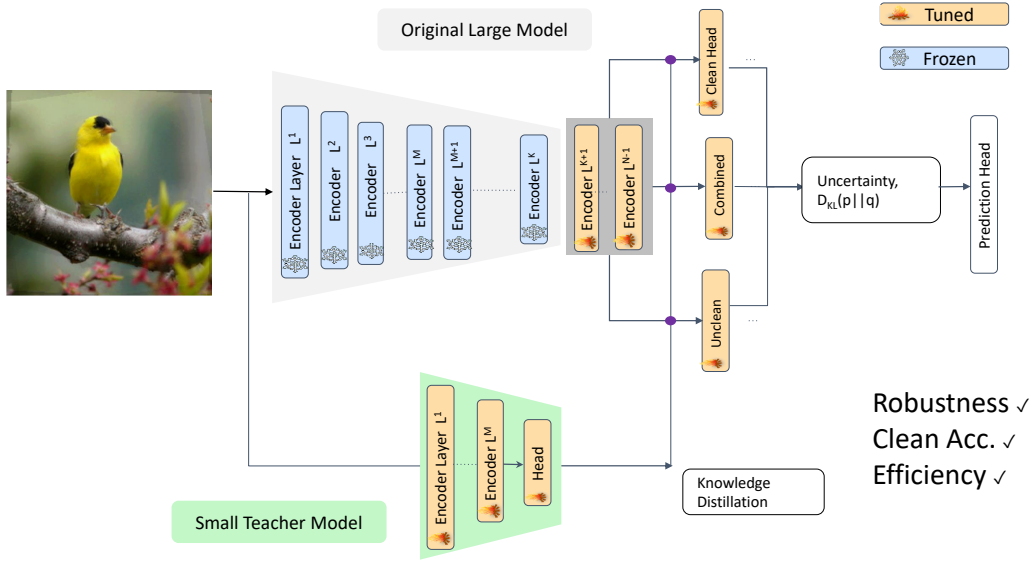 Original Large Model
Tuned
Frozen
Encoder Layer L¹
Encoder L²
Encoder L³
Encoder Lᴹ
Encoder Lᴹ⁺¹
Encoder Lᴷ
Encoder Lᴷ⁺¹
Encoder Lᴺ⁻¹
Clean Head
...
Combined
Unclean
...
Uncertainty,
D_KL(p||q)
Prediction Head
Encoder Layer L¹
Encoder Lᴹ
Head
Small Teacher Model
Knowledge
Distillation
Robustness ✓
Clean Acc. ✓
Efficiency ✓